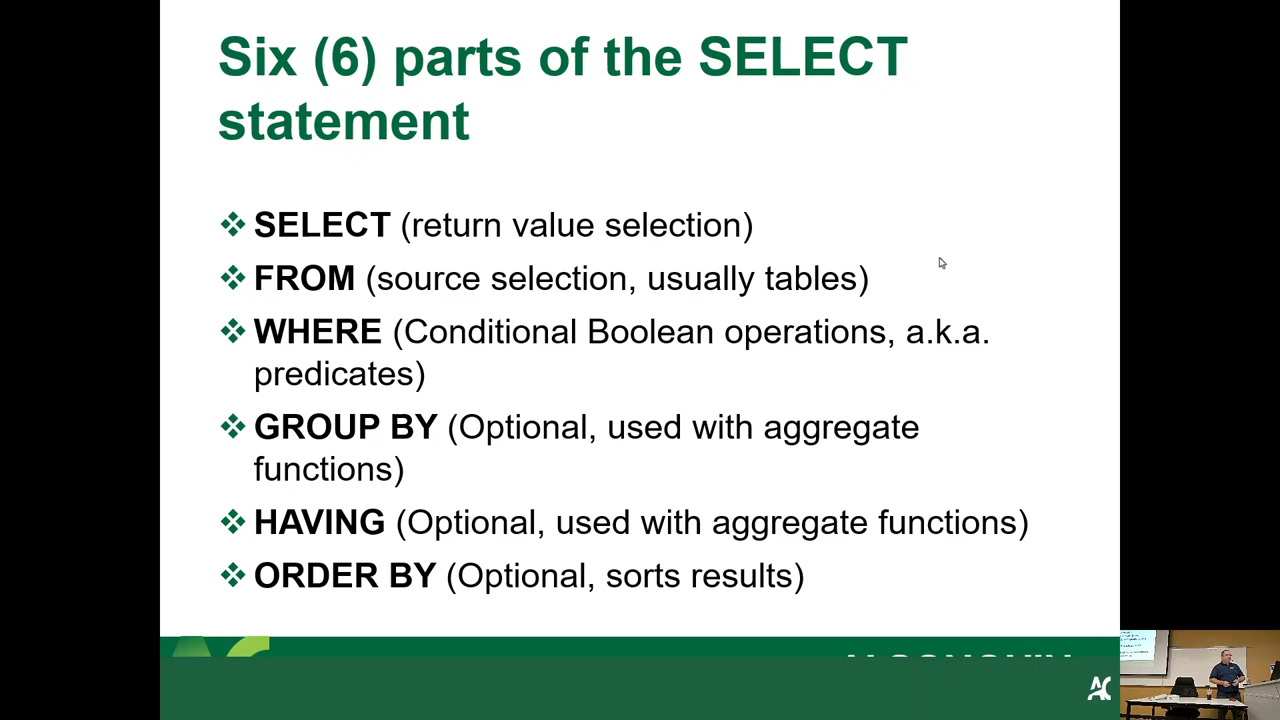 Six (6) parts of the SELECT
statement
❖ SELECT (return value selection)
❖ FROM (source selection, usually tables)
❖ WHERE (Conditional Boolean operations, a.k.a.
predicates)
❖ GROUP BY (Optional, used with aggregate
functions)
❖ HAVING (Optional, used with aggregate functions)
❖ ORDER BY (Optional, sorts results)
AC